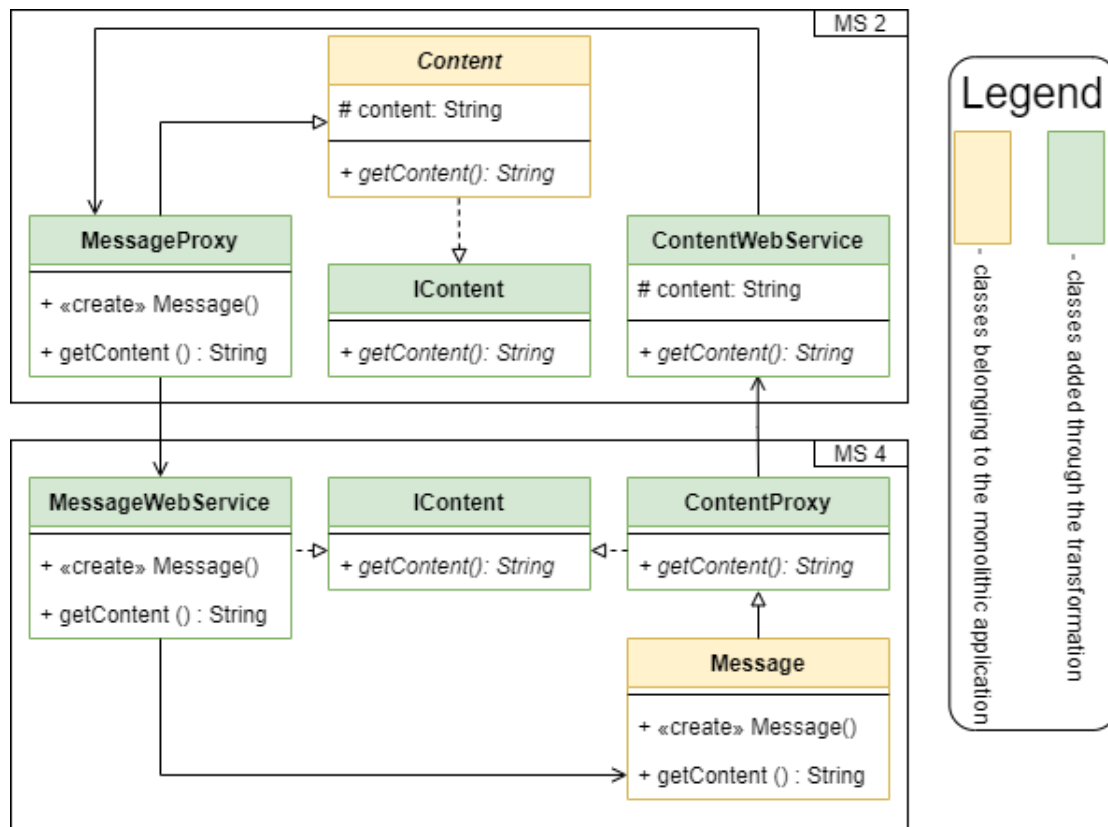 MS 2
Content
# content: String
+ getContent(): String
MessageProxy
+ «create» Message()
+ getContent () : String
IContent
+ getContent(): String
ContentWebService
# content: String
+ getContent(): String
MS 4
MessageWebService
+ «create» Message()
+ getContent () : String
IContent
+ getContent(): String
ContentProxy
+ getContent(): String
Message
+ «create» Message()
+ getContent () : String
Legend
- classes belonging to the monolithic application
- classes added through the transformation